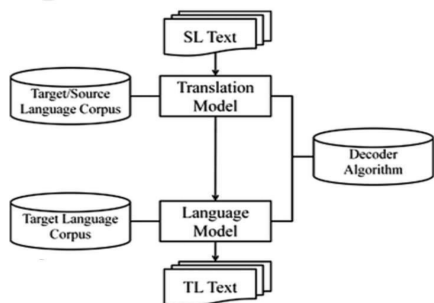 SL Text
Target/Source
Language Corpus
Translation
Model
Decoder
Algorithm
Target Language
Corpus
Language
Model
TL Text